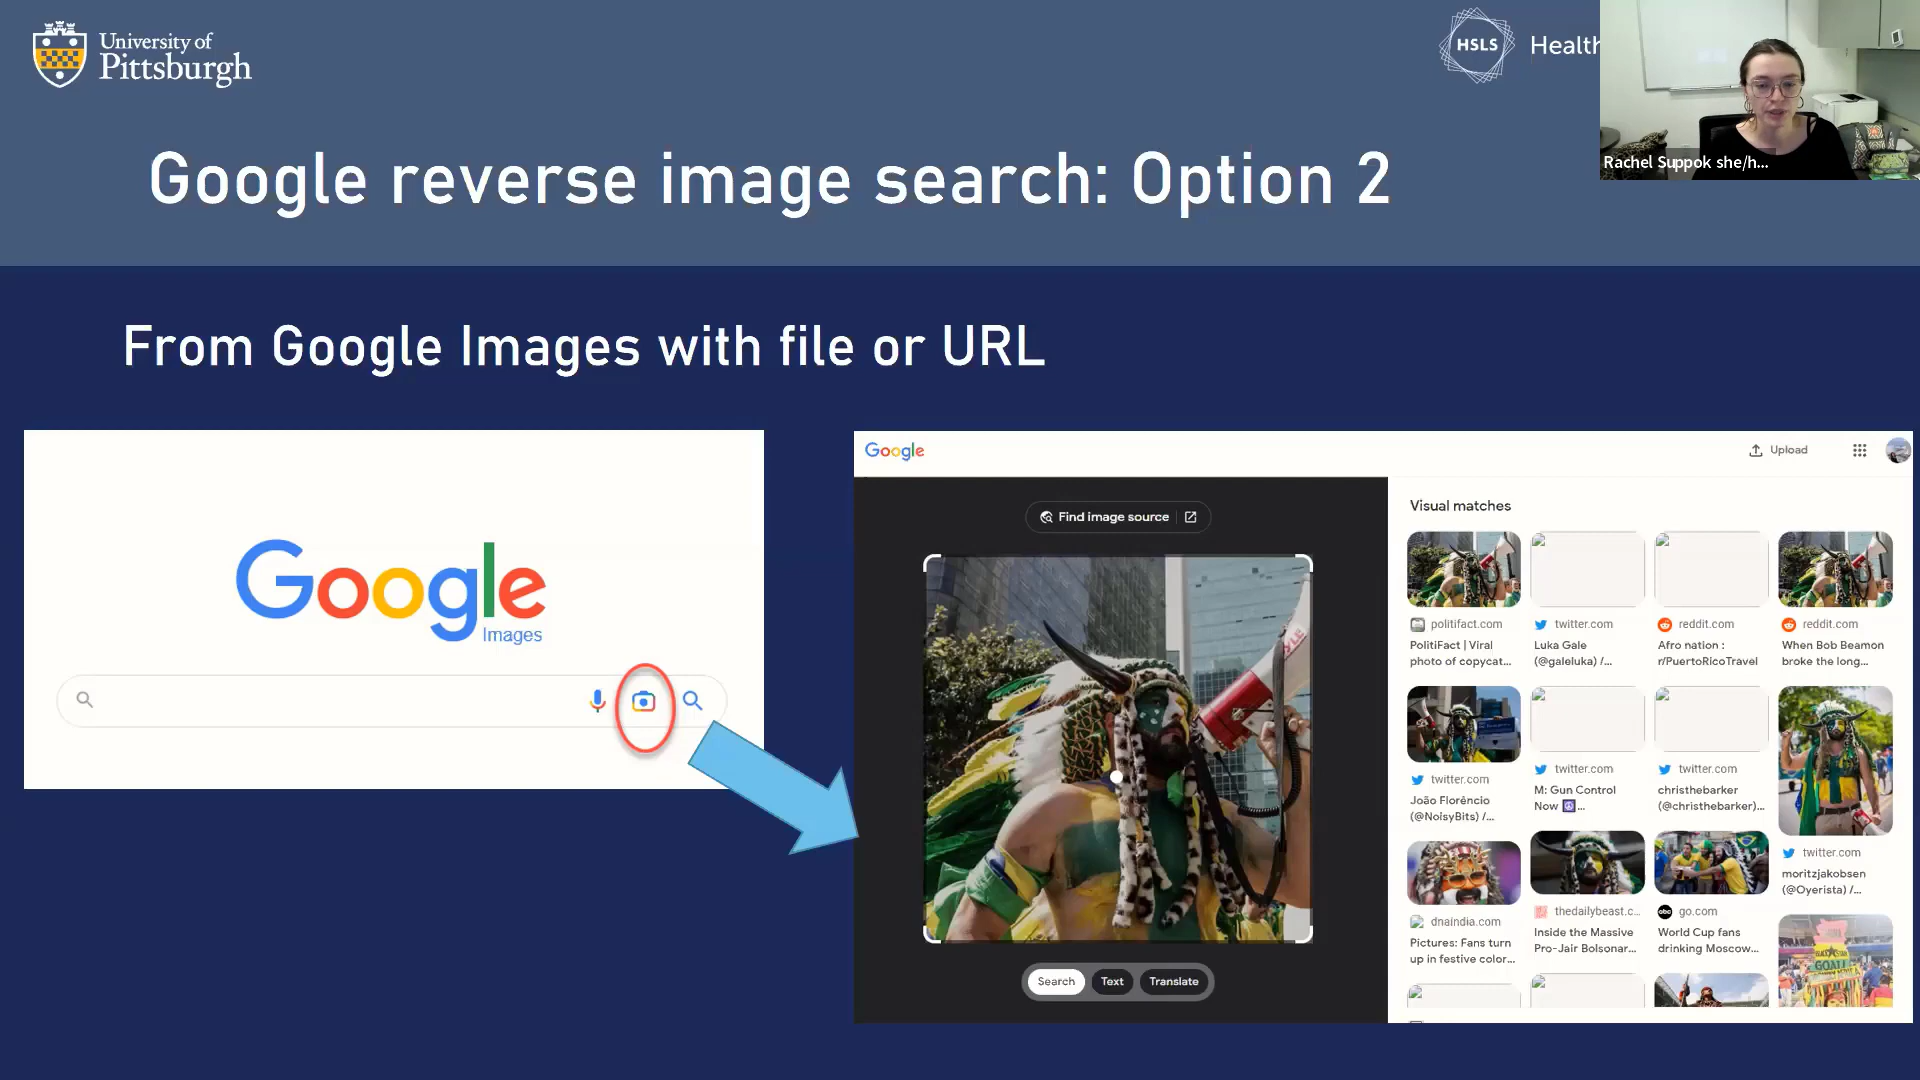 University of
Pittsburgh
HSLS
Health
Rachel Suppok she/h...
Google reverse image search: Option 2
From Google Images with file or URL
Google
Images
Google
Upload
Find image source
Search
Text
Translate
Visual matches
politifact.com
PolitiFact | Viral
photo of copycat...
twitter.com
Luka Gale
(@galeluka) /...
reddit.com
Afro nation :
r/PuertoRicoTravel
reddit.com
When Bob Beamon
broke the long...
twitter.com
João Florêncio
(@NoisyBits) /...
twitter.com
M: Gun Control
Now ☮...
twitter.com
christhebarker
(@christhebarker)...
twitter.com
moritzjakobsen
(@Oyerista) /...
dnaindia.com
Pictures: Fans turn
up in festive color...
thedailybeast.c...
Inside the Massive
Pro-Jair Bolsonar...
abc
go.com
World Cup fans
drinking Moscow...
GOAL!